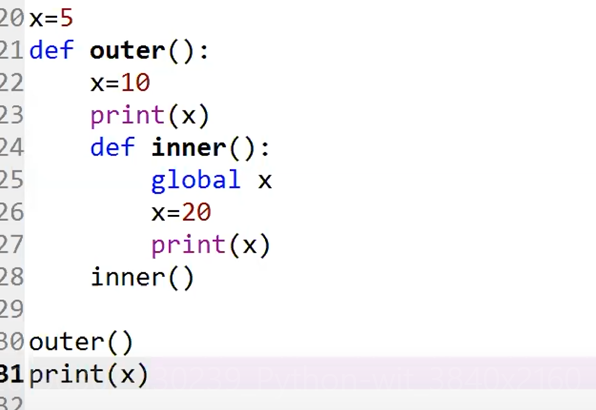 20 x=5
21 def outer():
22     x=10
23     print(x)
24     def inner():
25         global x
26         x=20
27         print(x)
28     inner()
29
30 outer()
31 print(x)
32